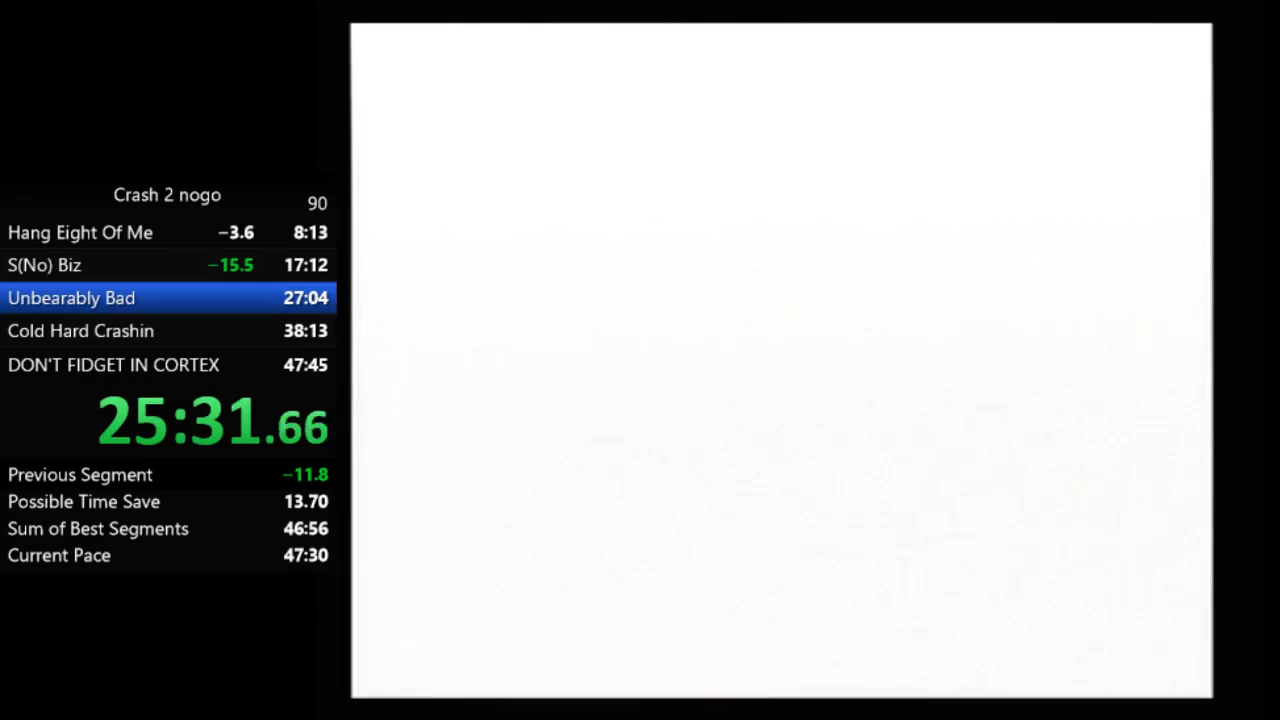 Crash 2 nogo
90
Hang Eight Of Me −3.6 8:13
S(No) Biz −15.5 17:12
Unbearably Bad 27:04
Cold Hard Crashin 38:13
DON'T FIDGET IN CORTEX 47:45
25:31.66
Previous Segment −11.8
Possible Time Save 13.70
Sum of Best Segments 46:56
Current Pace 47:30